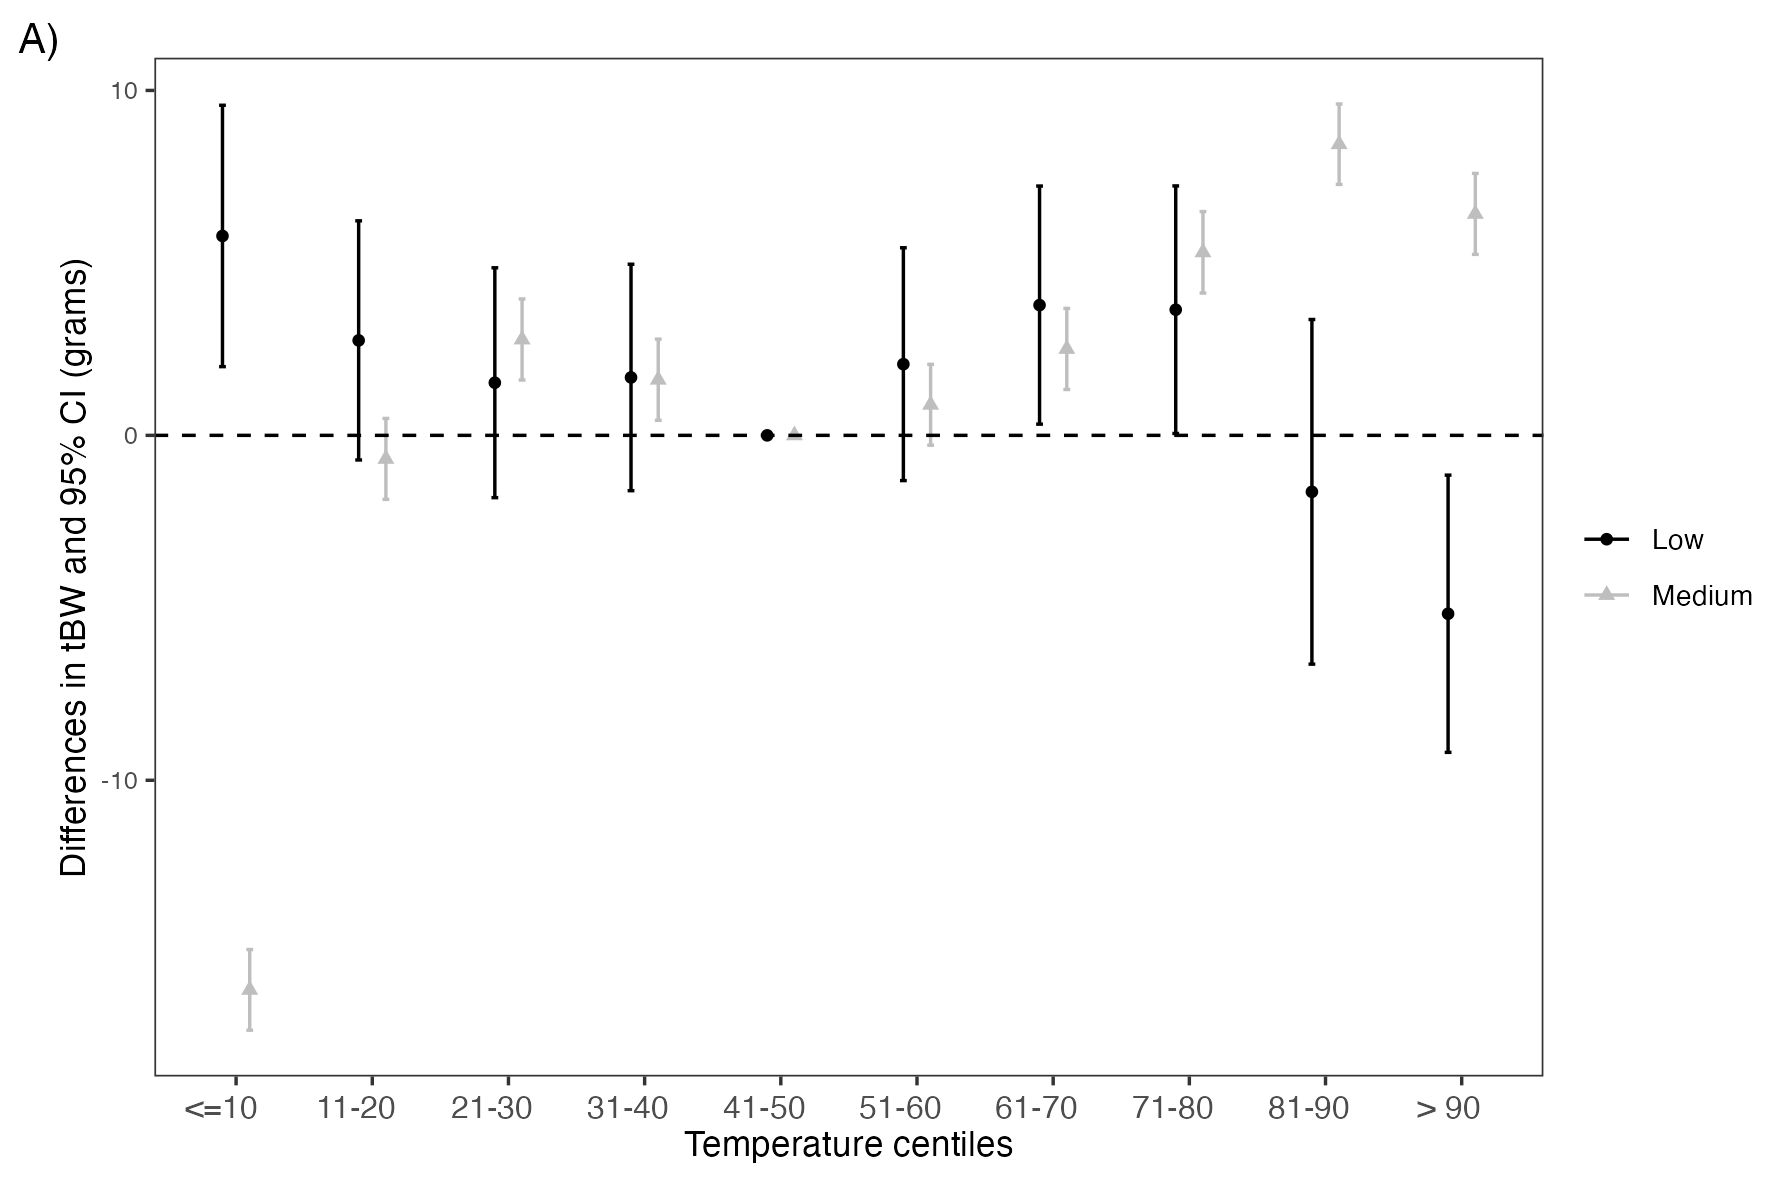 A)
Differences in tBW and 95% CI (grams)
10
0
-10
<=10 11-20 21-30 31-40 41-50 51-60 61-70 71-80 81-90 > 90
Temperature centiles
Low
Medium